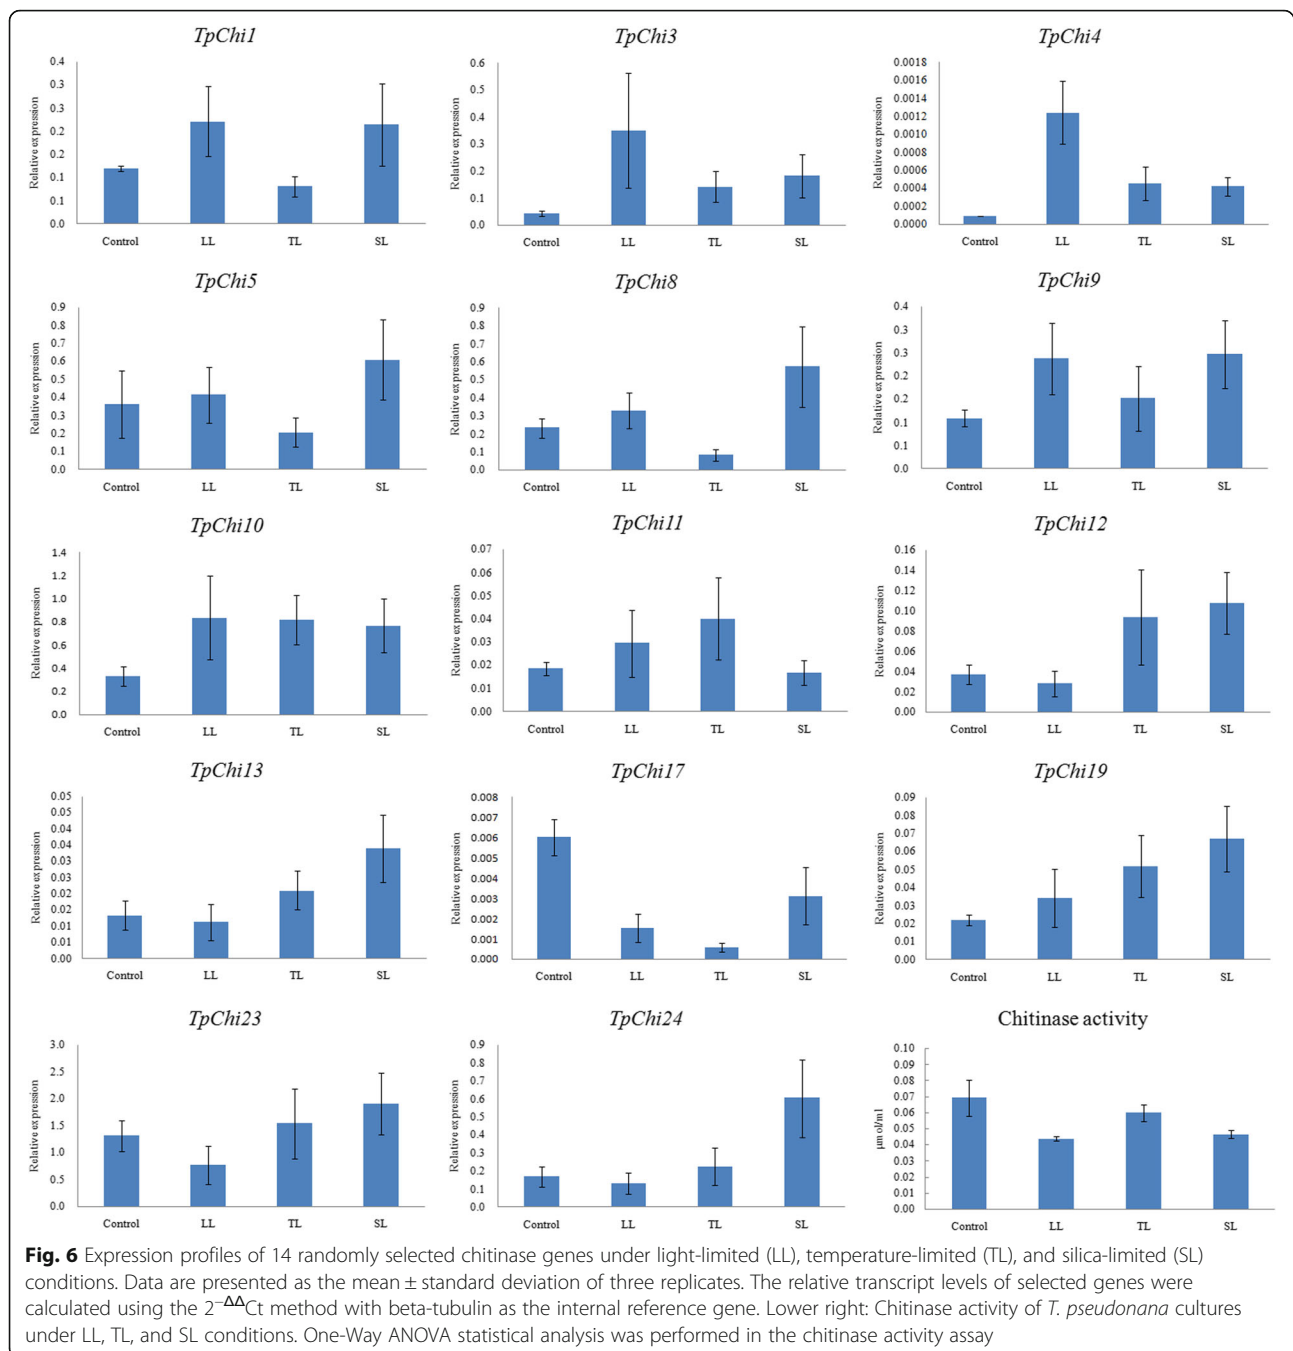 TpChi1
0.4
0.3
0.3
0.2
0.2
0.1
0.1
0.0
Relative expression
Control LL TL SL
TpChi3
0.6
0.5
0.4
0.3
0.2
0.1
0.0
Relative expression
Control LL TL SL
TpChi4
0.0018
0.0016
0.0014
0.0012
0.0010
0.0008
0.0006
0.0004
0.0002
0.0000
Relative expression
Control LL TL SL
TpChi5
0.9
0.8
0.6
0.5
0.4
0.3
0.2
0.1
0.0
Relative expression
Control LL TL SL
TpChi8
0.9
0.8
0.7
0.6
0.5
0.4
0.3
0.2
0.1
0.0
Relative expression
Control LL TL SL
TpChi9
0.4
0.3
0.3
0.2
0.2
0.1
0.1
0.0
Relative expression
Control LL TL SL
TpChi10
1.4
1.2
1.0
0.8
0.6
0.4
0.2
0.0
Relative expression
Control LL TL SL
TpChi11
0.07
0.06
0.05
0.04
0.03
0.02
0.01
0.00
Relative expression
Control LL TL SL
TpChi12
0.16
0.14
0.12
0.10
0.08
0.06
0.04
0.02
0.00
Relative expression
Control LL TL SL
TpChi13
0.05
0.05
0.04
0.04
0.03
0.03
0.02
0.02
0.01
0.01
0.00
Relative expression
Control LL TL SL
TpChi17
0.008
0.007
0.006
0.005
0.004
0.003
0.002
0.001
0.000
Relative expression
Control LL TL SL
TpChi19
0.09
0.08
0.07
0.06
0.05
0.04
0.03
0.02
0.01
0.00
Relative expression
Control LL TL SL
TpChi23
3.0
2.5
2.0
1.5
1.0
0.5
0.0
Relative expression
Control LL TL SL
TpChi24
0.9
0.8
0.7
0.6
0.5
0.4
0.3
0.2
0.1
0.0
Relative expression
Control LL TL SL
Chitinase activity
0.10
0.09
0.08
0.07
0.06
0.05
0.04
0.03
0.02
0.01
0.00
µmol/ml
Control LL TL SL
Fig. 6 Expression profiles of 14 randomly selected chitinase genes under light-limited (LL), temperature-limited (TL), and silica-limited (SL)
conditions. Data are presented as the mean ± standard deviation of three replicates. The relative transcript levels of selected genes were
calculated using the 2−ΔΔCt method with beta-tubulin as the internal reference gene. Lower right: Chitinase activity of T. pseudonana cultures
under LL, TL, and SL conditions. One-Way ANOVA statistical analysis was performed in the chitinase activity assay